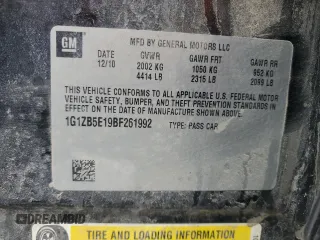 GM
MFD BY GENERAL MOTORS LLC
DATE GVWR GAWR FRT GAWR RR
12/10 2002 KG 1050 KG 952 KG
4414 LB 2315 LB 2099 LB
THIS VEHICLE CONFORMS TO ALL APPLICABLE U.S. FEDERAL MOTOR VEHICLE
SAFETY, BUMPER, AND THEFT PREVENTION STANDARDS IN EFFECT ON THE
DATE OF MANUFACTURE SHOWN ABOVE.
1G1ZB5E19BF251992 TYPE: PASS CAR
DREAMBID
TIRE AND LOADING INFORMATION